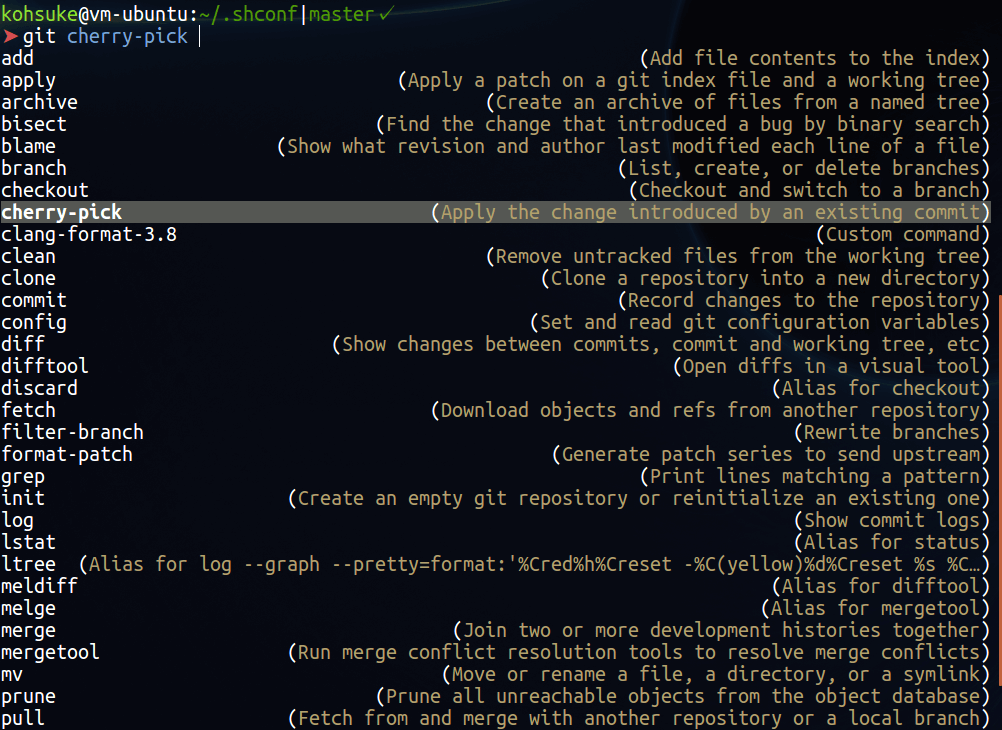 kohsuke@vm-ubuntu:~/.shconf|master✓
➤ git cherry-pick
add (Add file contents to the index)
apply (Apply a patch on a git index file and a working tree)
archive (Create an archive of files from a named tree)
bisect (Find the change that introduced a bug by binary search)
blame (Show what revision and author last modified each line of a file)
branch (List, create, or delete branches)
checkout (Checkout and switch to a branch)
cherry-pick (Apply the change introduced by an existing commit)
clang-format-3.8 (Custom command)
clean (Remove untracked files from the working tree)
clone (Clone a repository into a new directory)
commit (Record changes to the repository)
config (Set and read git configuration variables)
diff (Show changes between commits, commit and working tree, etc)
difftool (Open diffs in a visual tool)
discard (Alias for checkout)
fetch (Download objects and refs from another repository)
filter-branch (Rewrite branches)
format-patch (Generate patch series to send upstream)
grep (Print lines matching a pattern)
init (Create an empty git repository or reinitialize an existing one)
log (Show commit logs)
lstat (Alias for status)
ltree (Alias for log --graph --pretty=format:'%Cred%h%Creset -%C(yellow)%d%Creset %s %C…)
meldiff (Alias for difftool)
melge (Alias for mergetool)
merge (Join two or more development histories together)
mergetool (Run merge conflict resolution tools to resolve merge conflicts)
mv (Move or rename a file, a directory, or a symlink)
prune (Prune all unreachable objects from the object database)
pull (Fetch from and merge with another repository or a local branch)